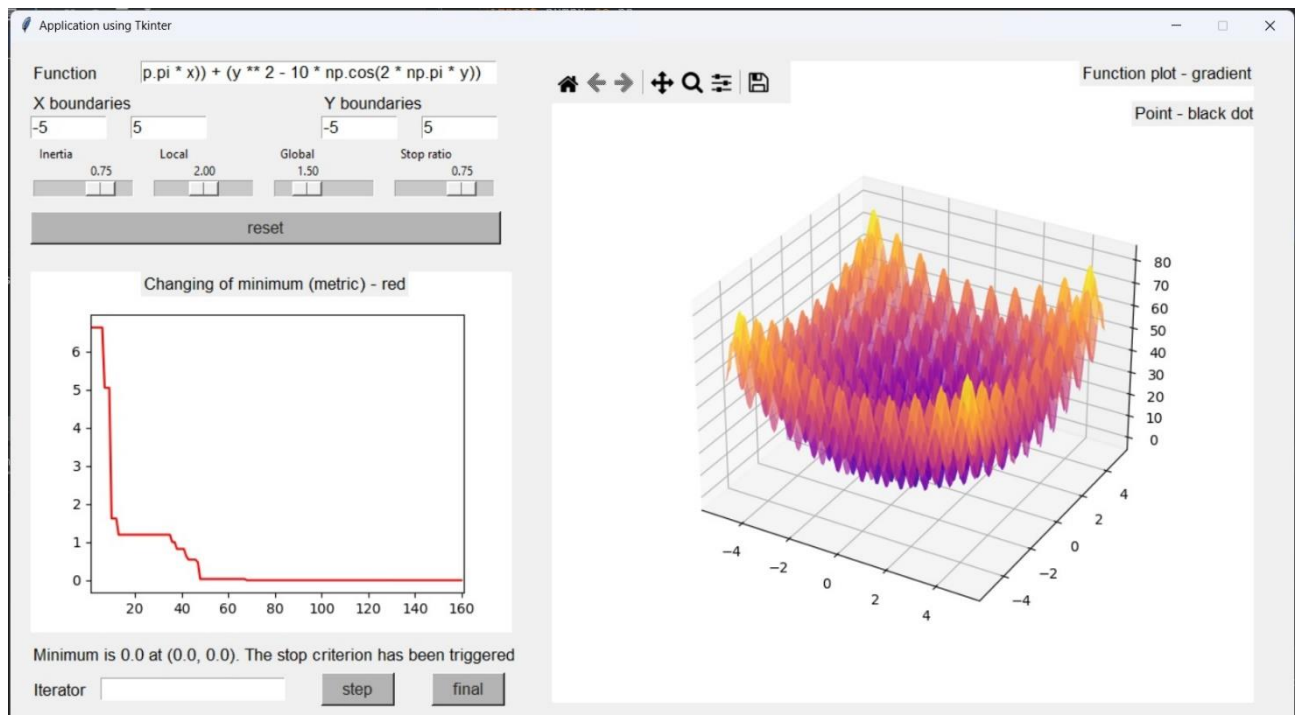 Application using Tkinter
Function p.pi * x)) + (y ** 2 - 10 * np.cos(2 * np.pi * y))
X boundaries Y boundaries
-5 5 -5 5
Inertia Local Global Stop ratio
0.75 2.00 1.50 0.75
reset
Changing of minimum (metric) - red
6
5
4
3
2
1
0
20 40 60 80 100 120 140 160
Minimum is 0.0 at (0.0, 0.0). The stop criterion has been triggered
Iterator step final
Function plot - gradient
Point - black dot
80
70
60
50
40
30
20
10
0
4
2
0
−2
−4
−4
−2
0
2
4